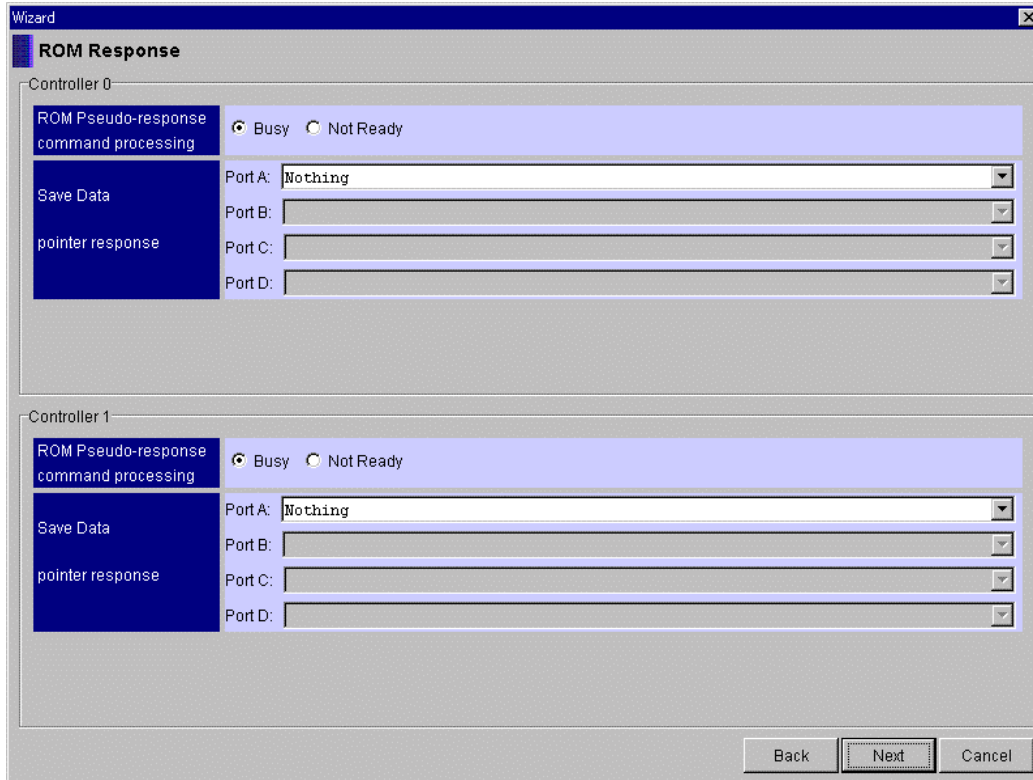 Wizard
ROM Response
Controller 0
ROM Pseudo-response
command processing
Busy Not Ready
Save Data
pointer response
Port A: Nothing
Port B:
Port C:
Port D:
Controller 1
ROM Pseudo-response
command processing
Busy Not Ready
Save Data
pointer response
Port A: Nothing
Port B:
Port C:
Port D:
Back Next Cancel